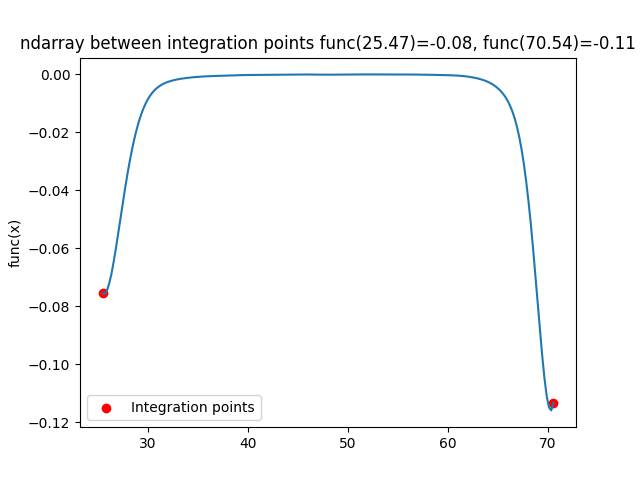 ndarray between integration points func(25.47)=-0.08, func(70.54)=-0.11
0.00
−0.02
−0.04
−0.06
−0.08
−0.10
−0.12
func(x)
Integration points
30 40 50 60 70